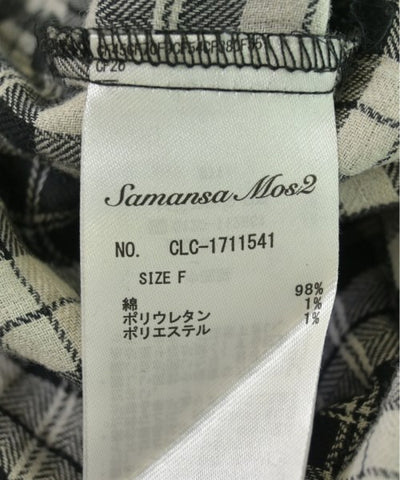 Samansa Mos2
NO. CLC-1711541
SIZE F
98%
綿 1%
ポリウレタン 1%
ポリエステル